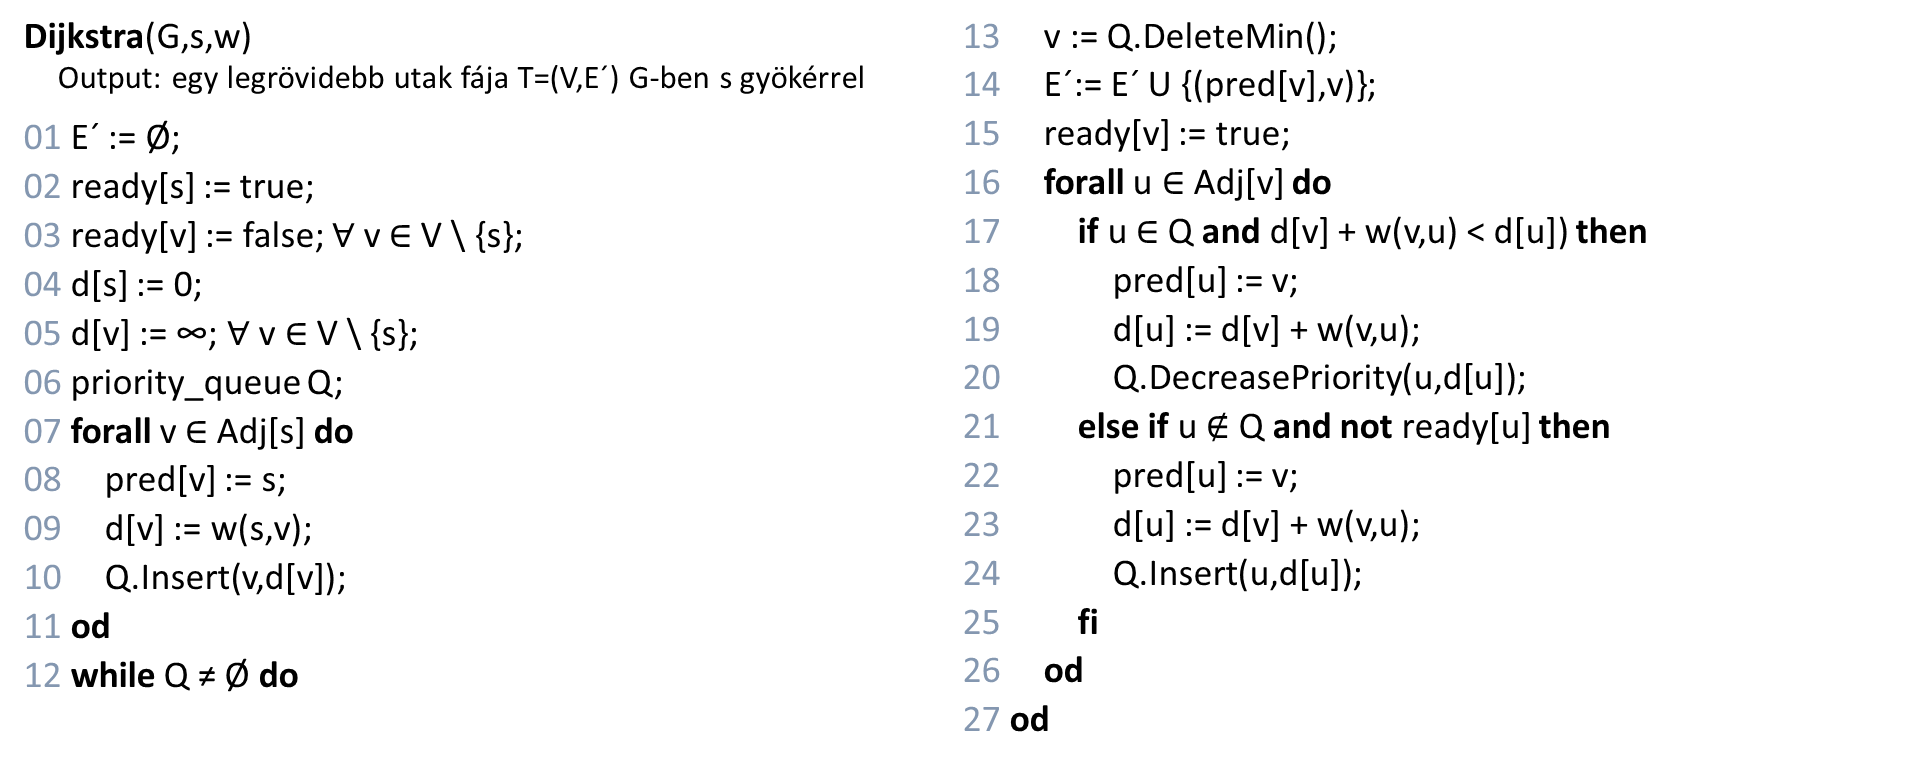 Dijkstra(G,s,w)
Output: egy legrövidebb utak fája T=(V,E´) G-ben s gyökérrel
01 E´ := Ø;
02 ready[s] := true;
03 ready[v] := false; ∀ v ∈ V \ {s};
04 d[s] := 0;
05 d[v] := ∞; ∀ v ∈ V \ {s};
06 priority_queue Q;
07 forall v ∈ Adj[s] do
08 pred[v] := s;
09 d[v] := w(s,v);
10 Q.Insert(v,d[v]);
11 od
12 while Q ≠ Ø do
13 v := Q.DeleteMin();
14 E´:= E´ U {(pred[v],v)};
15 ready[v] := true;
16 forall u ∈ Adj[v] do
17 if u ∈ Q and d[v] + w(v,u) < d[u]) then
18 pred[u] := v;
19 d[u] := d[v] + w(v,u);
20 Q.DecreasePriority(u,d[u]);
21 else if u ∉ Q and not ready[u] then
22 pred[u] := v;
23 d[u] := d[v] + w(v,u);
24 Q.Insert(u,d[u]);
25 fi
26 od
27 od